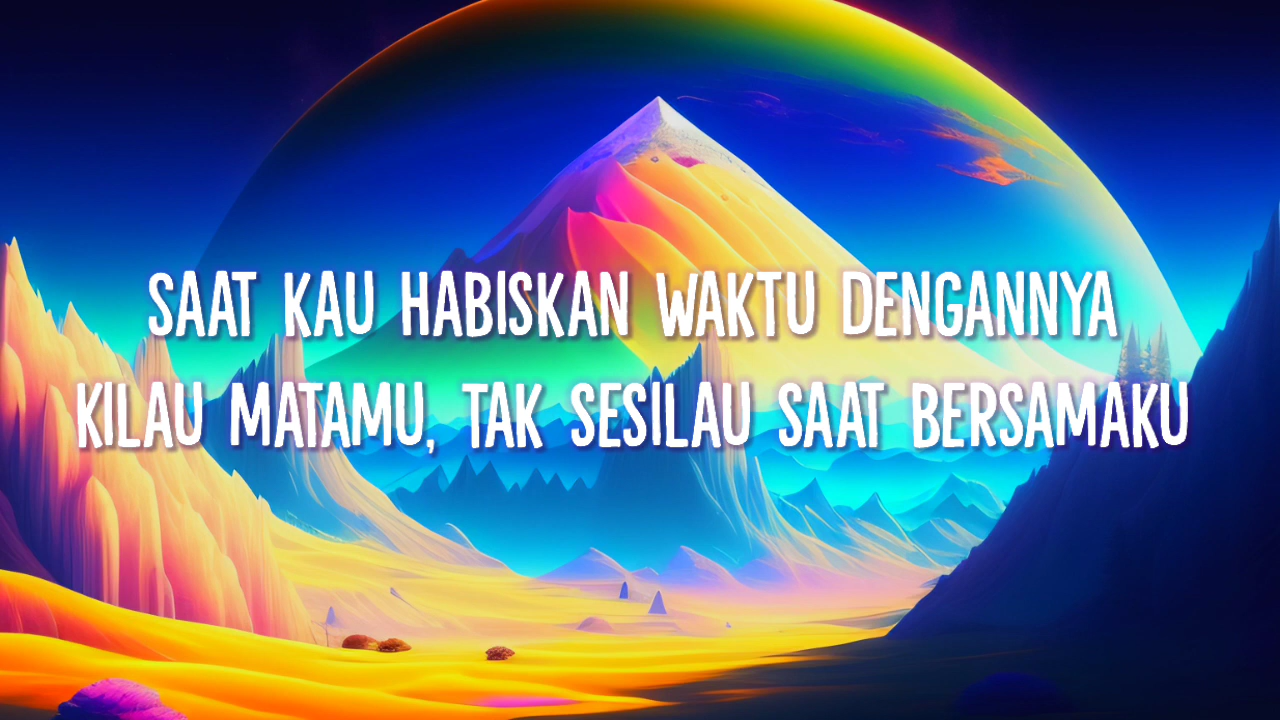 SAAT KAU HABISKAN WAKTU DENGANNYA
KILAU MATAMU, TAK SESILAU SAAT BERSAMAKU